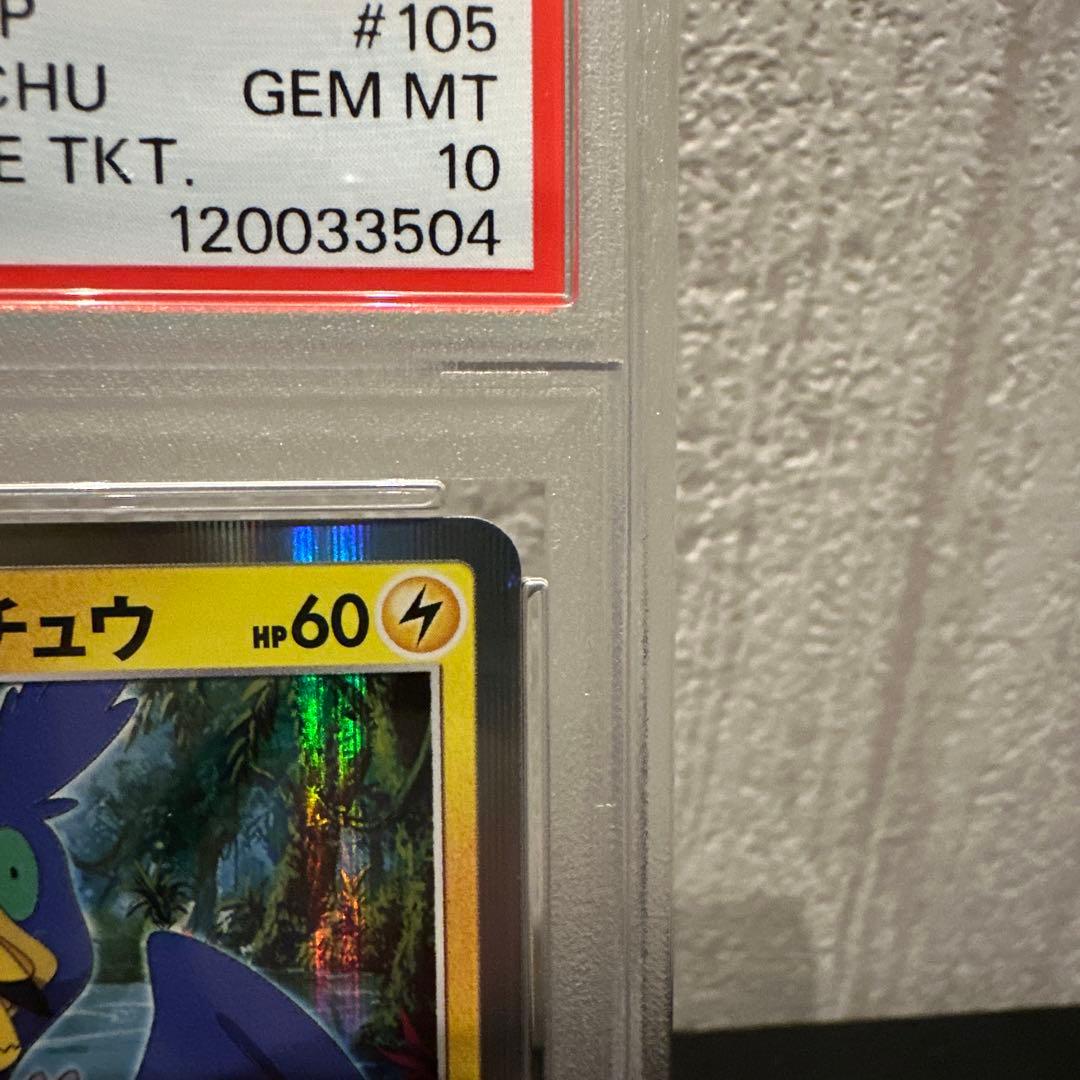 P #105
CHU GEM MT
E TKT. 10
120033504
チュウ HP60